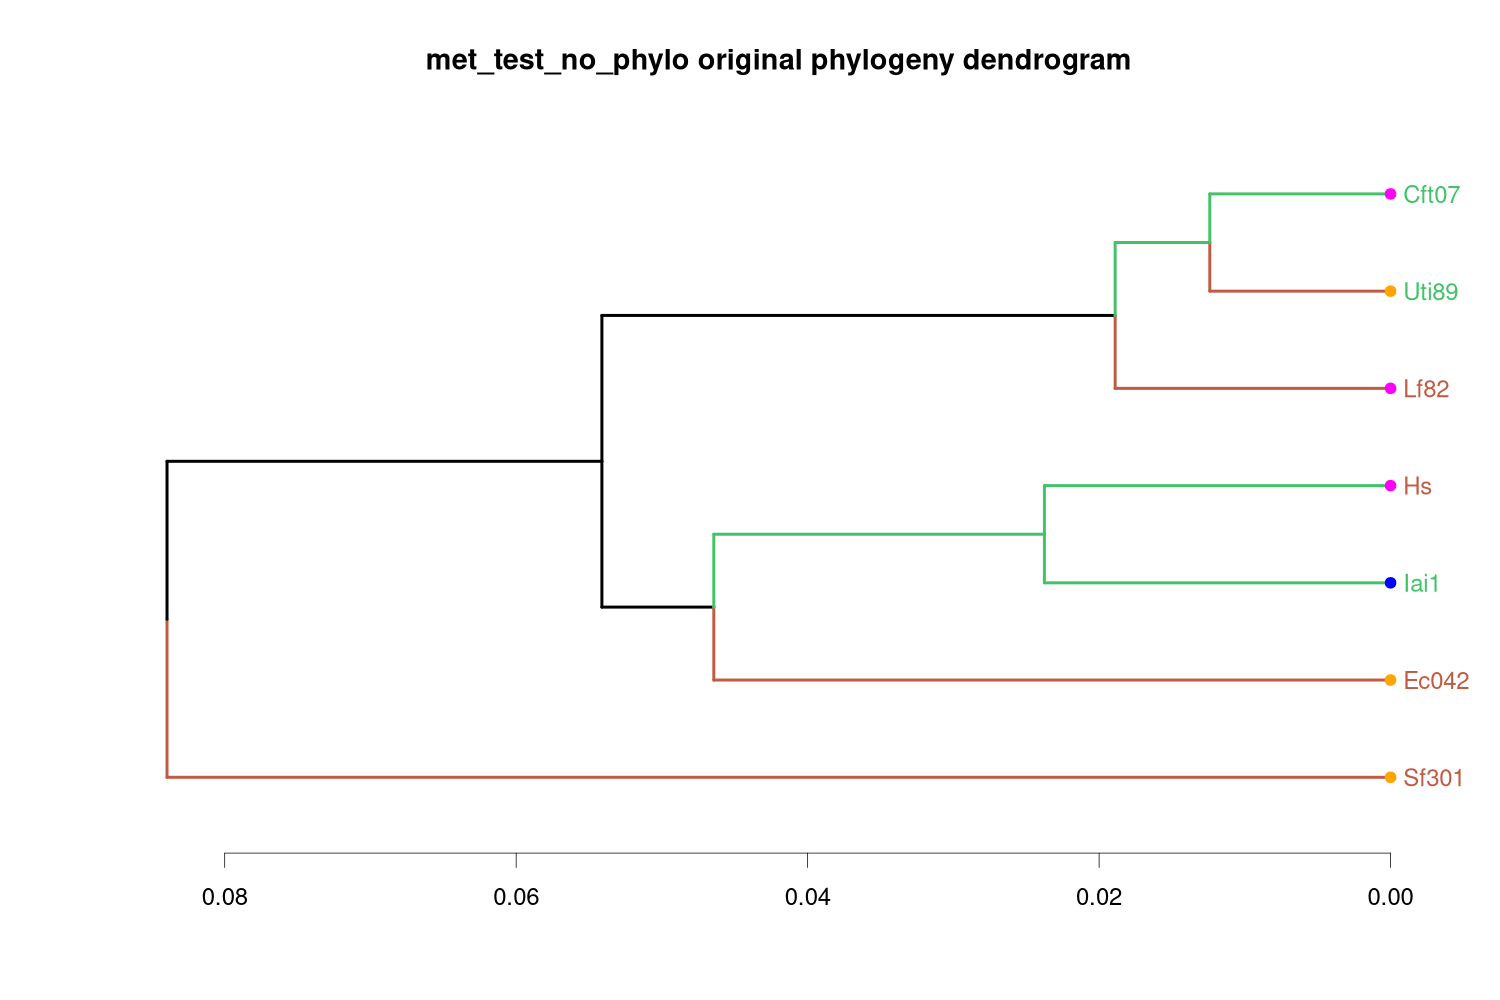 met_test_no_phylo original phylogeny dendrogram
Cft07
Uti89
Lf82
Hs
Iai1
Ec042
Sf301
0.08 0.06 0.04 0.02 0.00